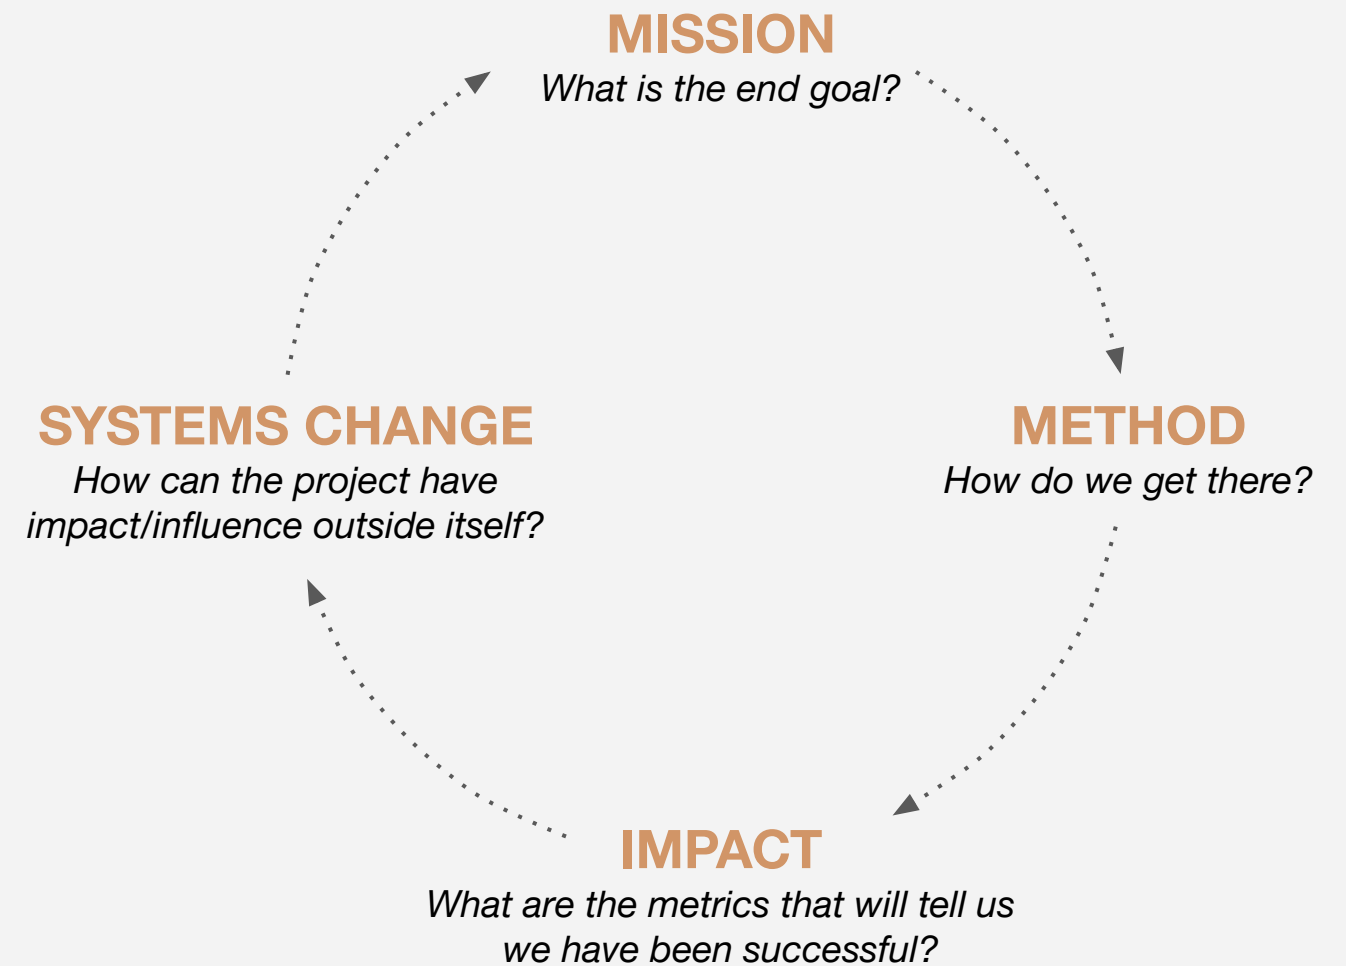 MISSION
What is the end goal?
SYSTEMS CHANGE
How can the project have
impact/influence outside itself?
METHOD
How do we get there?
IMPACT
What are the metrics that will tell us
we have been successful?